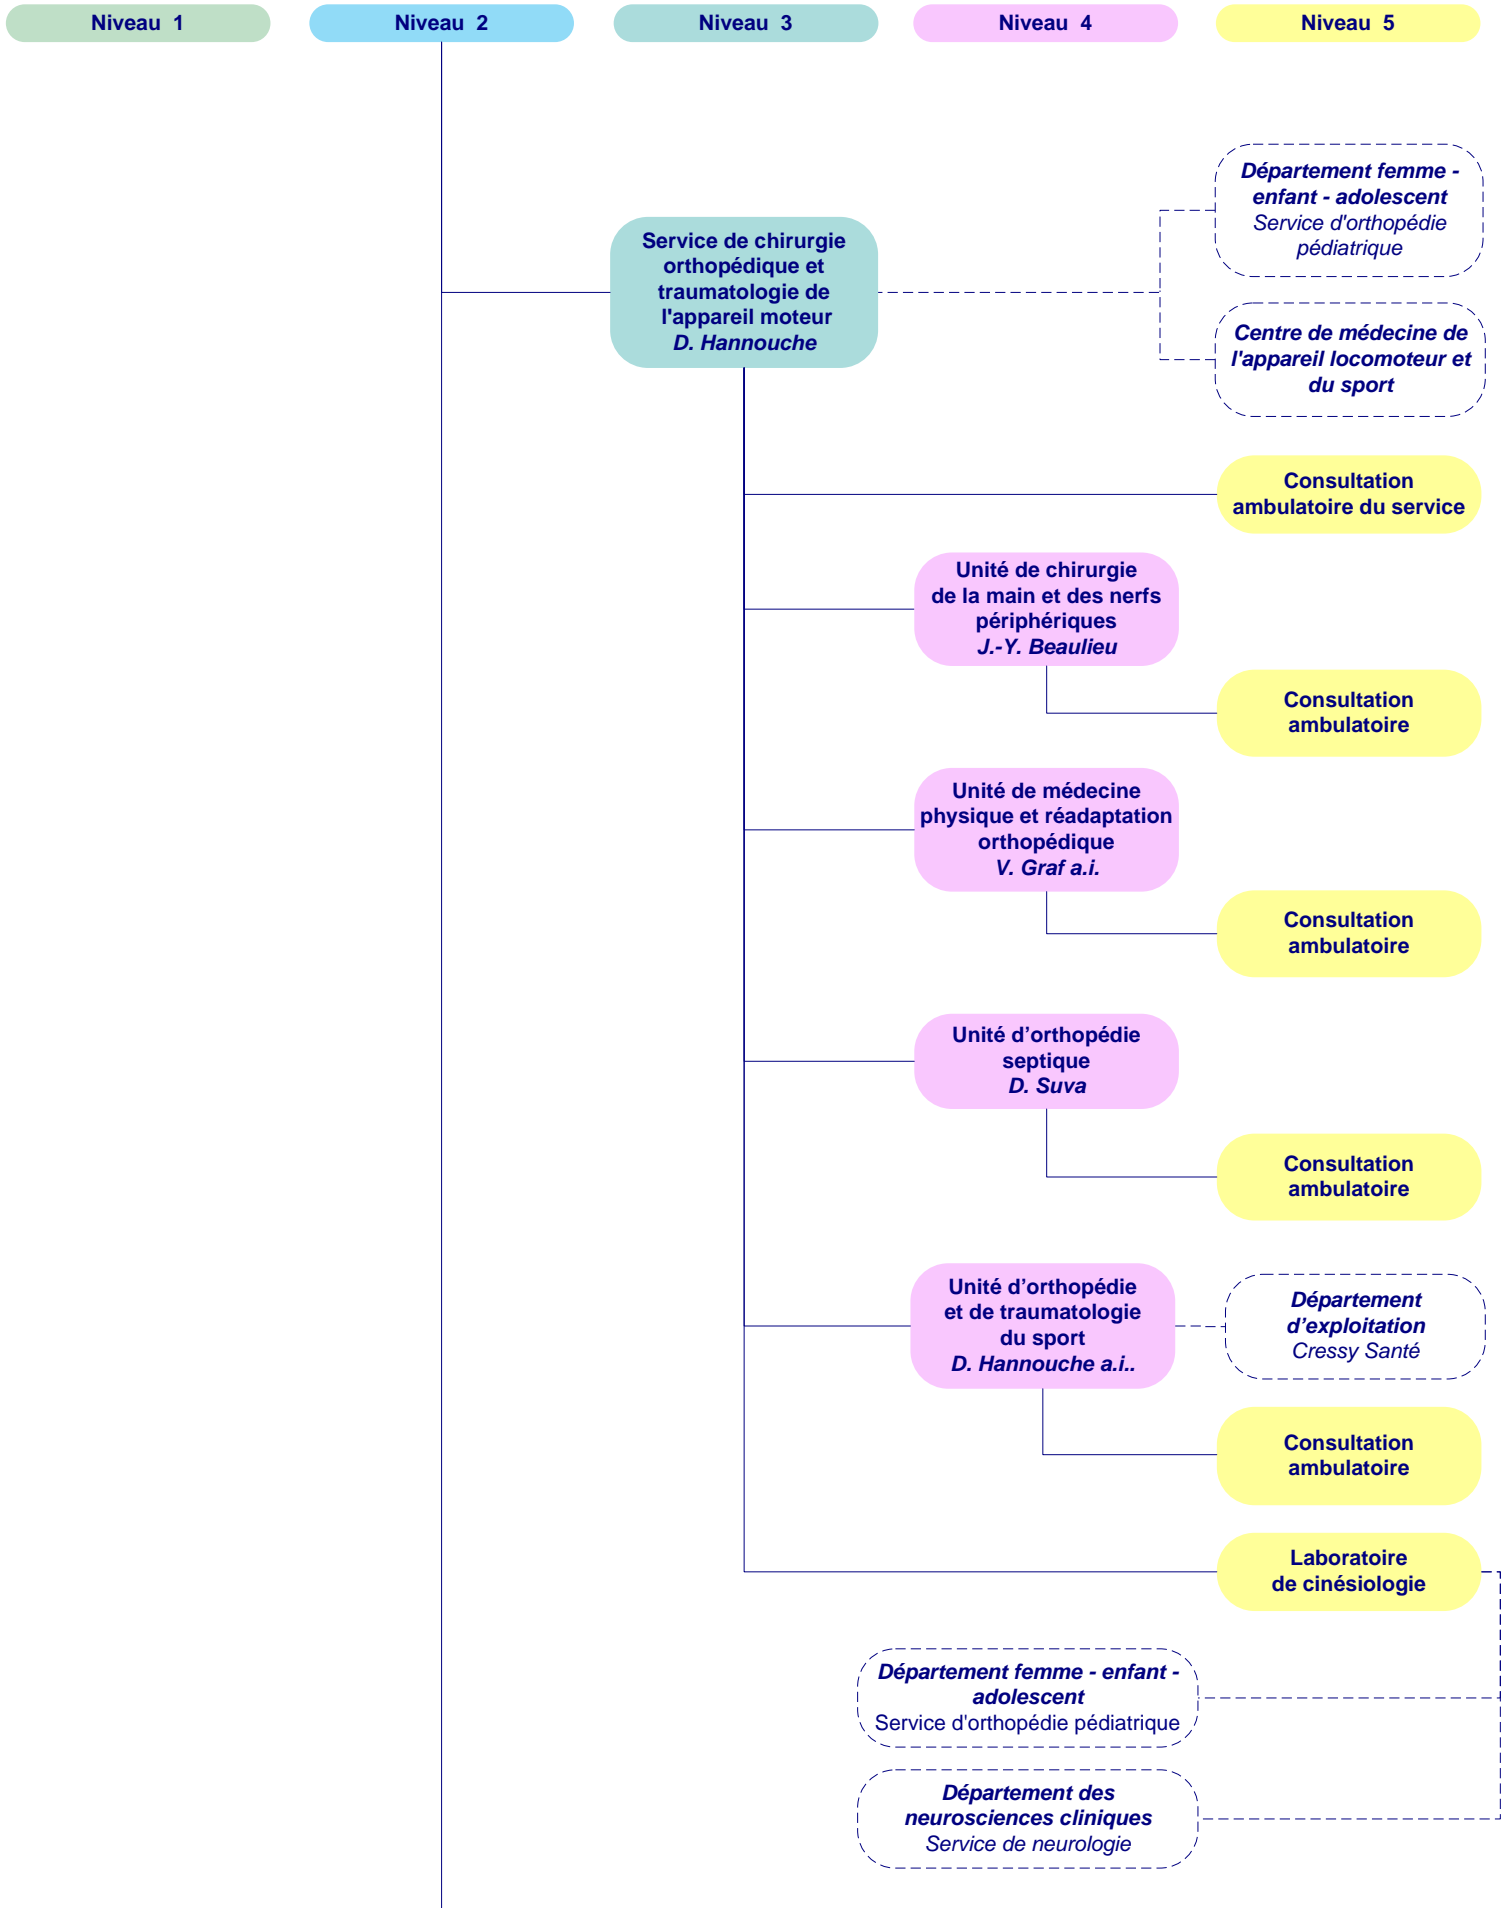 Niveau 1
Niveau 2
Niveau 3
Niveau 4
Niveau 5
Département femme -
enfant - adolescent
Service d'orthopédie
pédiatrique
Service de chirurgie
orthopédique et
traumatologie de
l'appareil moteur
D. Hannouche
Centre de médecine de
l'appareil locomoteur et
du sport
Consultation
ambulatoire du service
Unité de chirurgie
de la main et des nerfs
périphériques
J.-Y. Beaulieu
Consultation
ambulatoire
Unité de médecine
physique et réadaptation
orthopédique
V. Graf a.i.
Consultation
ambulatoire
Unité d’orthopédie
septique
D. Suva
Consultation
ambulatoire
Unité d’orthopédie
et de traumatologie
du sport
D. Hannouche a.i..
Département
d’exploitation
Cressy Santé
Consultation
ambulatoire
Laboratoire
de cinésiologie
Département femme - enfant -
adolescent
Service d'orthopédie pédiatrique
Département des
neurosciences cliniques
Service de neurologie